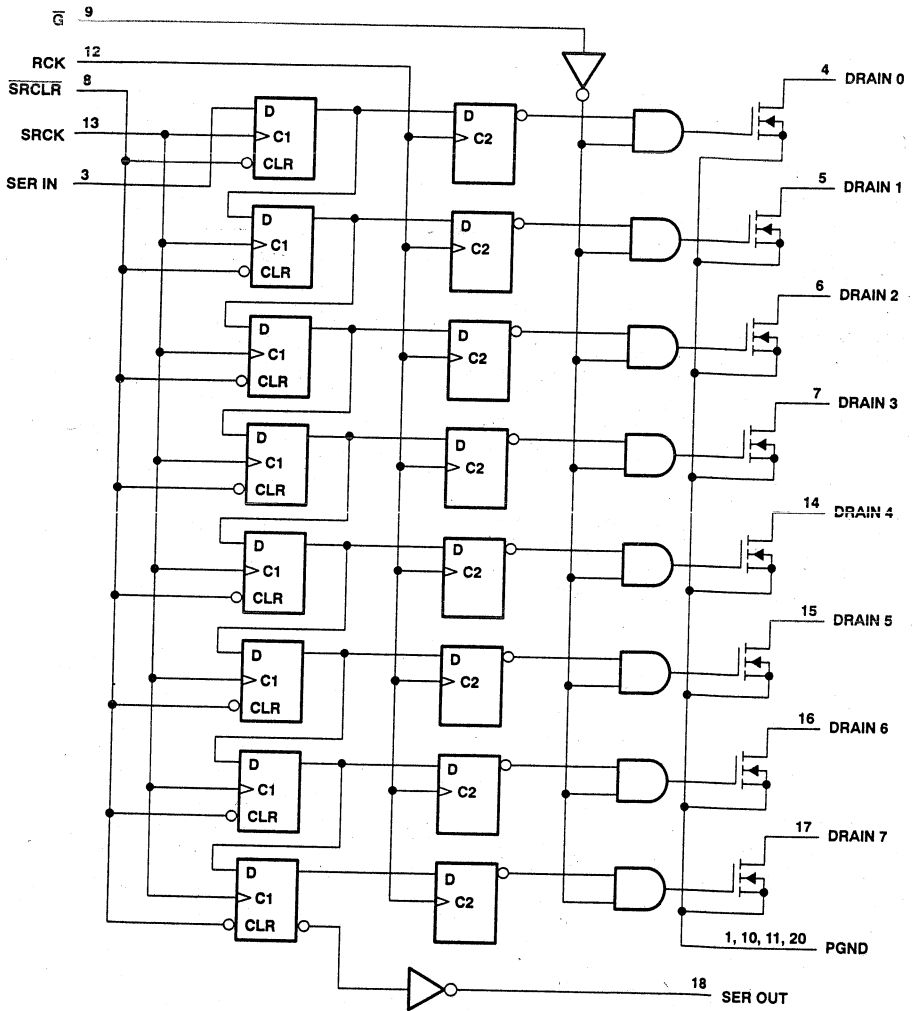 G 9
RCK 12
SRCLR 8
SRCK 13
SER IN 3
4 DRAIN 0
D
C1
CLR
D
C2
5 DRAIN 1
D
C1
CLR
D
C2
6 DRAIN 2
D
C1
CLR
D
C2
7 DRAIN 3
D
C1
CLR
D
C2
14 DRAIN 4
D
C1
CLR
D
C2
15 DRAIN 5
D
C1
CLR
D
C2
16 DRAIN 6
D
C1
CLR
D
C2
17 DRAIN 7
D
C1
CLR
D
C2
1, 10, 11, 20 PGND
18 SER OUT